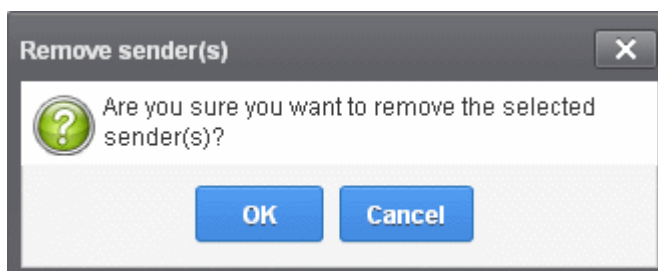 Remove sender(s)
Are you sure you want to remove the selected
sender(s)?
OK Cancel